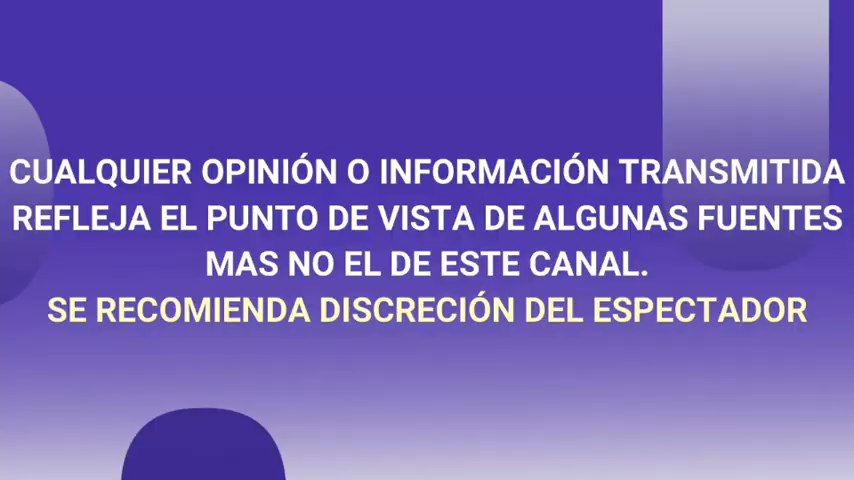 CUALQUIER OPINIÓN O INFORMACIÓN TRANSMITIDA
REFLEJA EL PUNTO DE VISTA DE ALGUNAS FUENTES
MAS NO EL DE ESTE CANAL.
SE RECOMIENDA DISCRECIÓN DEL ESPECTADOR